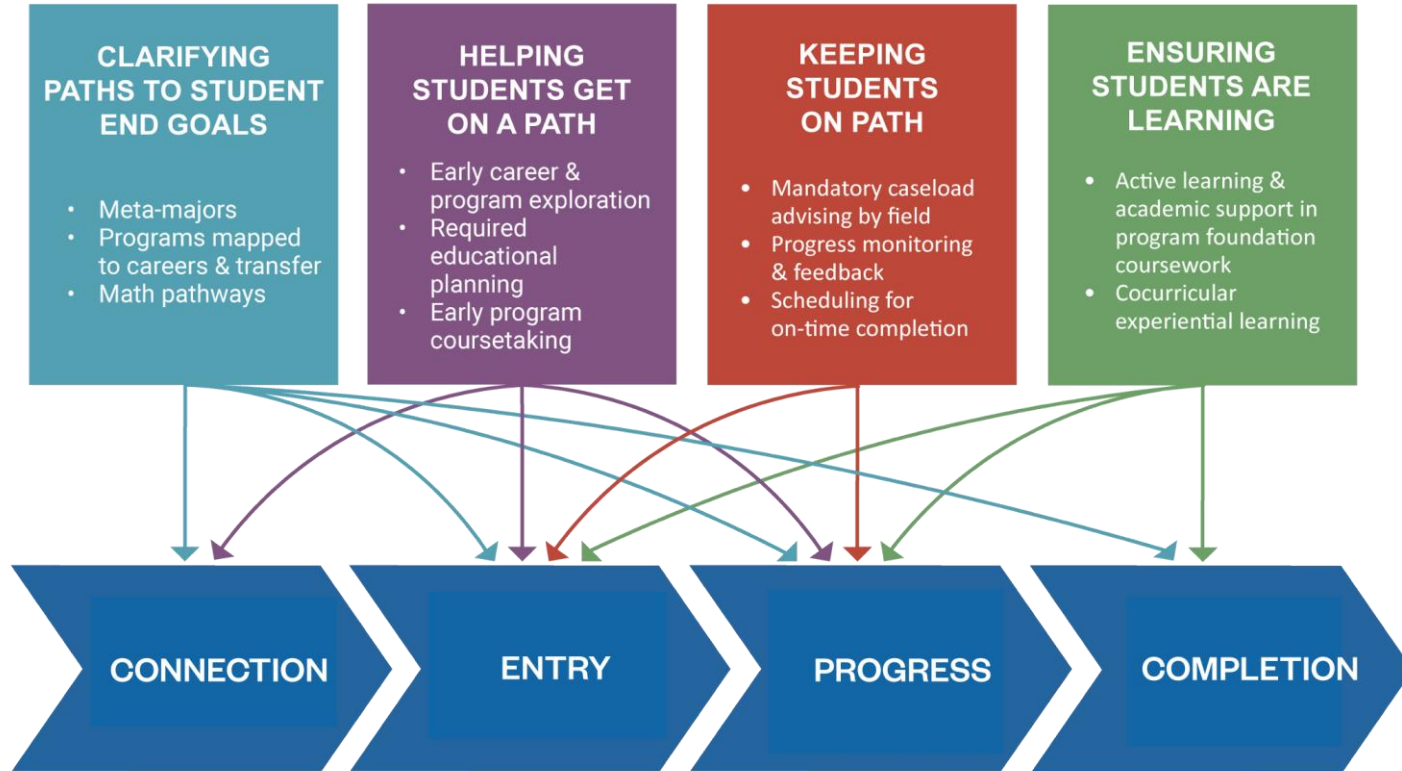 CLARIFYING
PATHS TO STUDENT
END GOALS
• Meta-majors
• Programs mapped
to careers & transfer
• Math pathways
HELPING
STUDENTS GET
ON A PATH
• Early career &
program exploration
• Required
educational
planning
• Early program
coursetaking
KEEPING
STUDENTS
ON PATH
• Mandatory caseload
advising by field
• Progress monitoring
& feedback
• Scheduling for
on-time completion
ENSURING
STUDENTS ARE
LEARNING
• Active learning &
academic support in
program foundation
coursework
• Cocurricular
experiential learning
CONNECTION
ENTRY
PROGRESS
COMPLETION